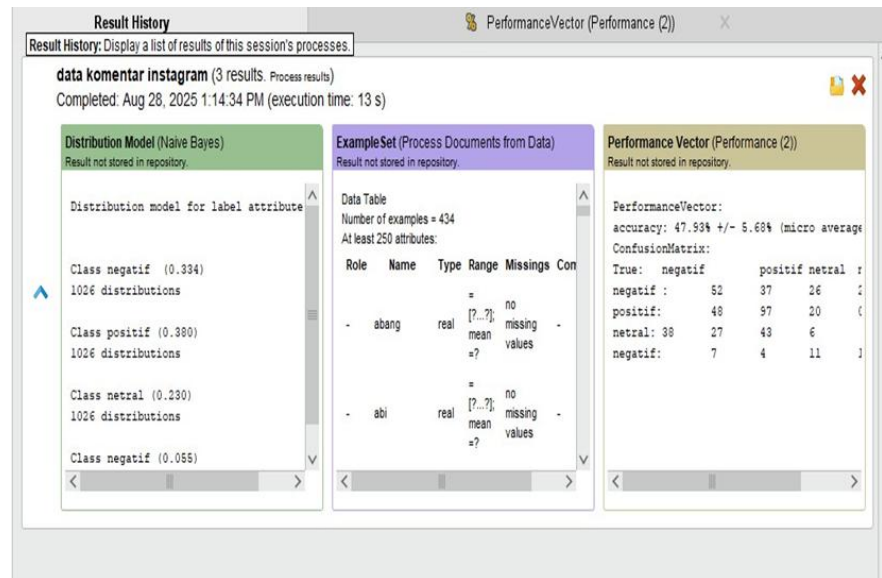 Result History
PerformanceVector (Performance (2))
Result History: Display a list of results of this session's processes.
data komentar instagram (3 results. Process results)
Completed: Aug 28, 2025 1:14:34 PM (execution time: 13 s)
Distribution Model (Naive Bayes)
Result not stored in repository.
Distribution model for label attribute
Class negatif (0.334)
1026 distributions
Class positif (0.380)
1026 distributions
Class netral (0.230)
1026 distributions
Class negatif (0.055)
ExampleSet (Process Documents from Data)
Result not stored in repository.
Data Table
Number of examples = 434
At least 250 attributes:
Role Name Type Range Missings Com
- abang real = [?...?]; mean =? no missing values -
- abi real = [?...?]; mean =? no missing values -
Performance Vector (Performance (2))
Result not stored in repository.
PerformanceVector:
accuracy: 47.93% +/- 5.68% (micro average
ConfusionMatrix:
True: negatif positif netral
negatif : 52 37 26
positif: 48 97 20
netral: 38 27 43 6
negatif: 7 4 11